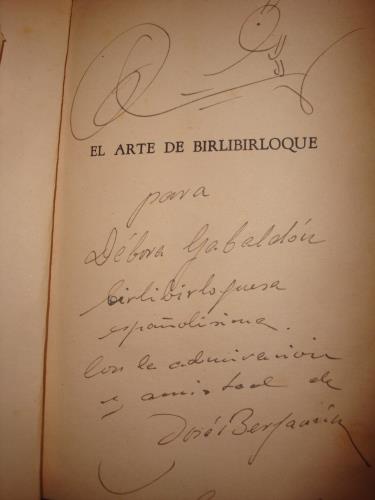 EL ARTE DE BIRLIBIRLOQUE
para
Débora Gabaldón
birlibirloquesa
españolísima.
Con la admiración
y amistad de
José Bergamín